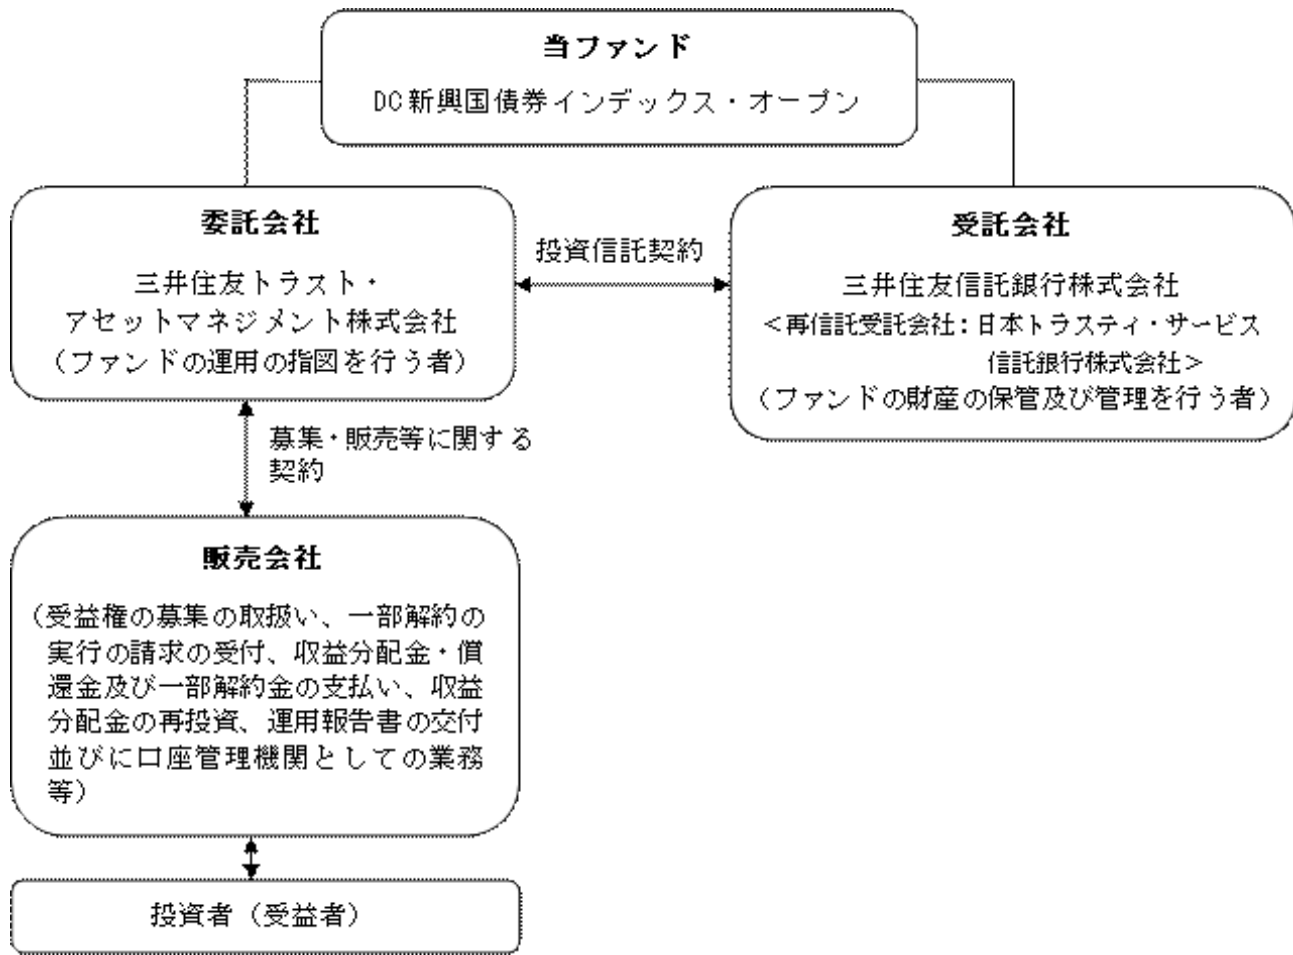 当ファンド
DC新興国債券インデックス・オープン
委託会社
三井住友トラスト・
アセットマネジメント株式会社
（ファンドの運用の指図を行う者）
投資信託契約
受託会社
三井住友信託銀行株式会社
＜再信託受託会社：日本トラスティ・サービス
信託銀行株式会社＞
（ファンドの財産の保管及び管理を行う者）
募集・販売等に関する
契約
販売会社
（受益権の募集の取扱い、一部解約の
実行の請求の受付、収益分配金・償
還金及び一部解約金の支払い、収益
分配金の再投資、運用報告書の交付
並びに口座管理機関としての業務
等）
投資者（受益者）